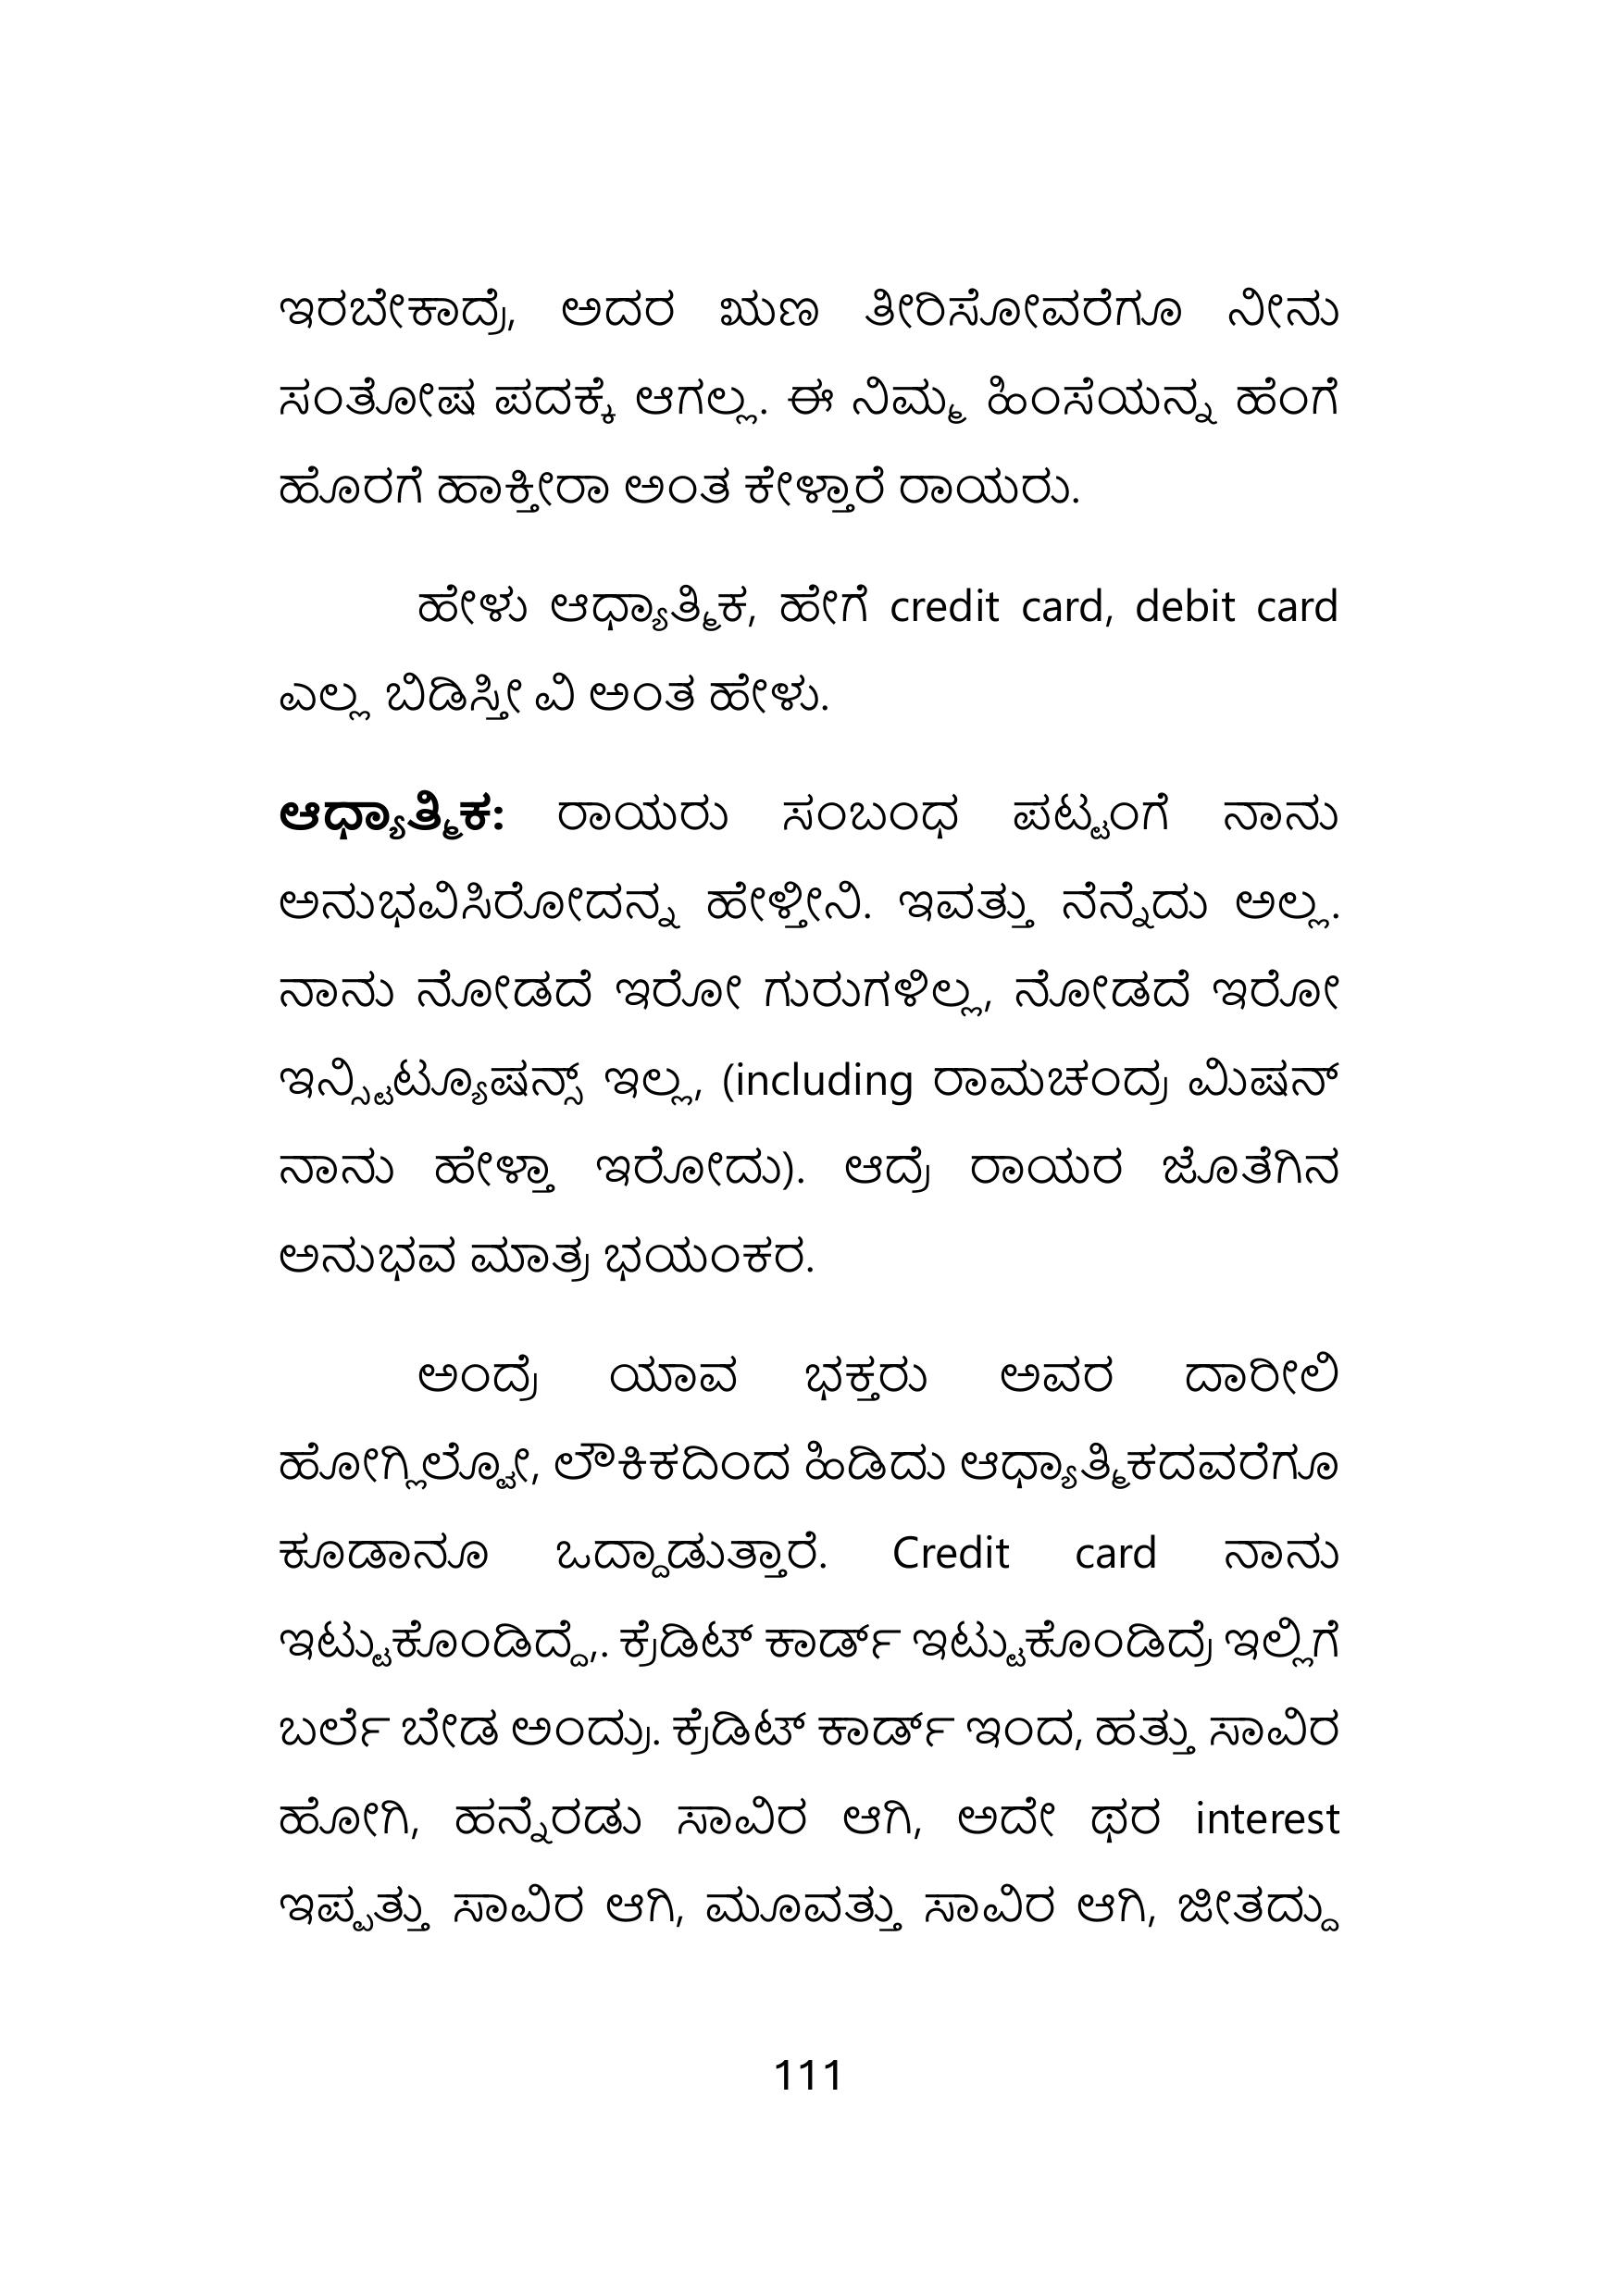 ಇರಬೇಕಾದ್ರೆ, ಅದರ ಋಣ ತೀರಿಸೋವರೆಗೂ ನೀನು
ಸಂತೋಷ ಪದಕ್ಕೆ ಆಗಲ್ಲ. ಈ ನಿಮ್ಮ ಹಿಂಸೆಯನ್ನ ಹೆಂಗೆ
ಹೊರಗೆ ಹಾಕ್ತೀರಾ ಅಂತ ಕೇಳ್ತಾರೆ ರಾಯರು.
ಹೇಳು ಆಧ್ಯಾತ್ಮಿಕ, ಹೇಗೆ credit card, debit card
ಎಲ್ಲ ಬಿಡಿಸ್ತೀ ವಿ ಅಂತ ಹೇಳು.
ಆಧ್ಯಾತ್ಮಿಕ: ರಾಯರು ಸಂಬಂಧ ಪಟ್ಟಂಗೆ ನಾನು
ಅನುಭವಿಸಿರೋದನ್ನ ಹೇಳ್ತೀನಿ. ಇವತ್ತು ನೆನ್ನೆದು ಅಲ್ಲ.
ನಾನು ನೋಡದೆ ಇರೋ ಗುರುಗಳಿಲ್ಲ, ನೋಡದೆ ಇರೋ
ಇನ್ಸ್ಟಿಟ್ಯೂಷನ್ಸ್ ಇಲ್ಲ, (including ರಾಮಚಂದ್ರ ಮಿಷನ್
ನಾನು ಹೇಳ್ತಾ ಇರೋದು). ಆದ್ರೆ ರಾಯರ ಜೊತೆಗಿನ
ಅನುಭವ ಮಾತ್ರ ಭಯಂಕರ.
ಅಂದ್ರೆ ಯಾವ ಭಕ್ತರು ಅವರ ದಾರೀಲಿ
ಹೋಗ್ಲಿಲ್ವೋ, ಲೌಕಿಕದಿಂದ ಹಿಡಿದು ಆಧ್ಯಾತ್ಮಿಕದವರೆಗೂ
ಕೂಡಾನೂ ಒದ್ದಾಡುತ್ತಾರೆ. Credit card ನಾನು
ಇಟ್ಟುಕೊಂಡಿದ್ದೆ,. ಕ್ರೆಡಿಟ್ ಕಾರ್ಡ್ ಇಟ್ಟುಕೊಂಡಿದ್ರೆ ಇಲ್ಲಿಗೆ
ಬರ್ಲೆ ಬೇಡ ಅಂದ್ರು. ಕ್ರೆಡಿಟ್ ಕಾರ್ಡ್ ಇಂದ, ಹತ್ತು ಸಾವಿರ
ಹೋಗಿ, ಹನ್ನೆರಡು ಸಾವಿರ ಆಗಿ, ಅದೇ ಥರ interest
ಇಪ್ಪತ್ತು ಸಾವಿರ ಆಗಿ, ಮೂವತ್ತು ಸಾವಿರ ಆಗಿ, ಜೀತದ್ದು
111